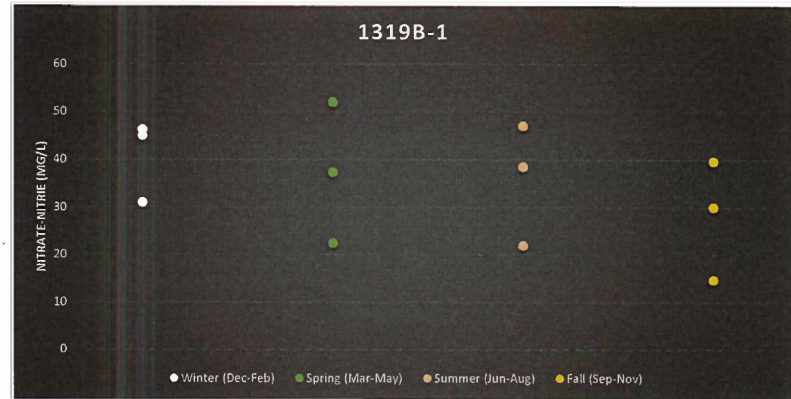 1319B-1
60
50
40
30
20
10
0
NITRATE-NITRIE (MG/L)
Winter (Dec-Feb) Spring (Mar-May) Summer (Jun-Aug) Fall (Sep-Nov)